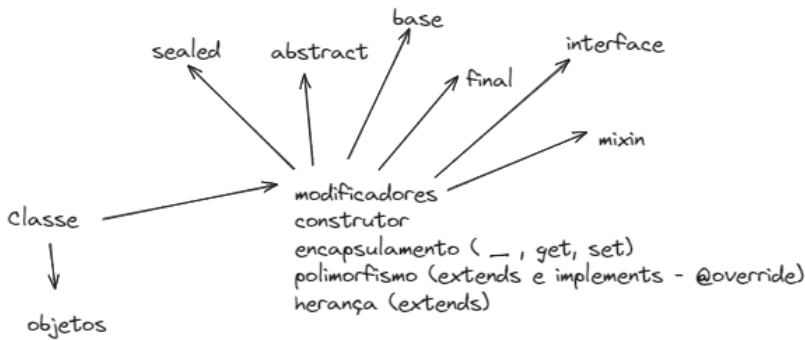 base
sealed
abstract
interface
final
mixin
modificadores
Classe
construtor
encapsulamento ( _ , get, set)
polimorfismo (extends e implements - @override)
herança (extends)
objetos